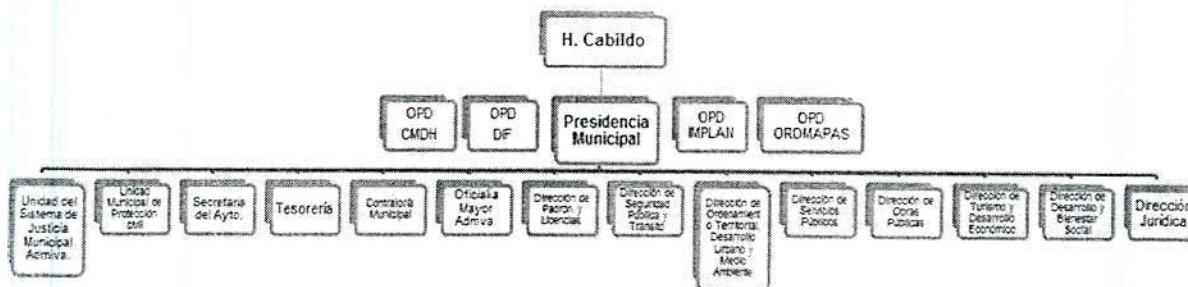 H. Cabildo
OPD
CMDH
OPD
DIF
Presidencia
Municipal
OPD
IMPLAN
OPD
OROMAPAS
Unidad del
Sistema de
Justicia
Municipal
Admiva.
Unidad
Municipal de
Protección
civil
Secretaria
del Ayto.
Tesorería
Contraloría
Municipal
Oficialía
Mayor
Admiva
Dirección de
Padrón y
Licencias
Dirección de
Seguridad
Pública y
Tránsito
Dirección de
Ordenamient
o Territorial,
Desarrollo
Urbano y
Medio
Ambiente
Dirección de
Servicios
Públicos
Dirección de
Obras
Públicas
Dirección de
Turismo y
Desarrollo
Económico
Dirección de
Desarrollo y
Bienestar
Social
Dirección
Jurídica